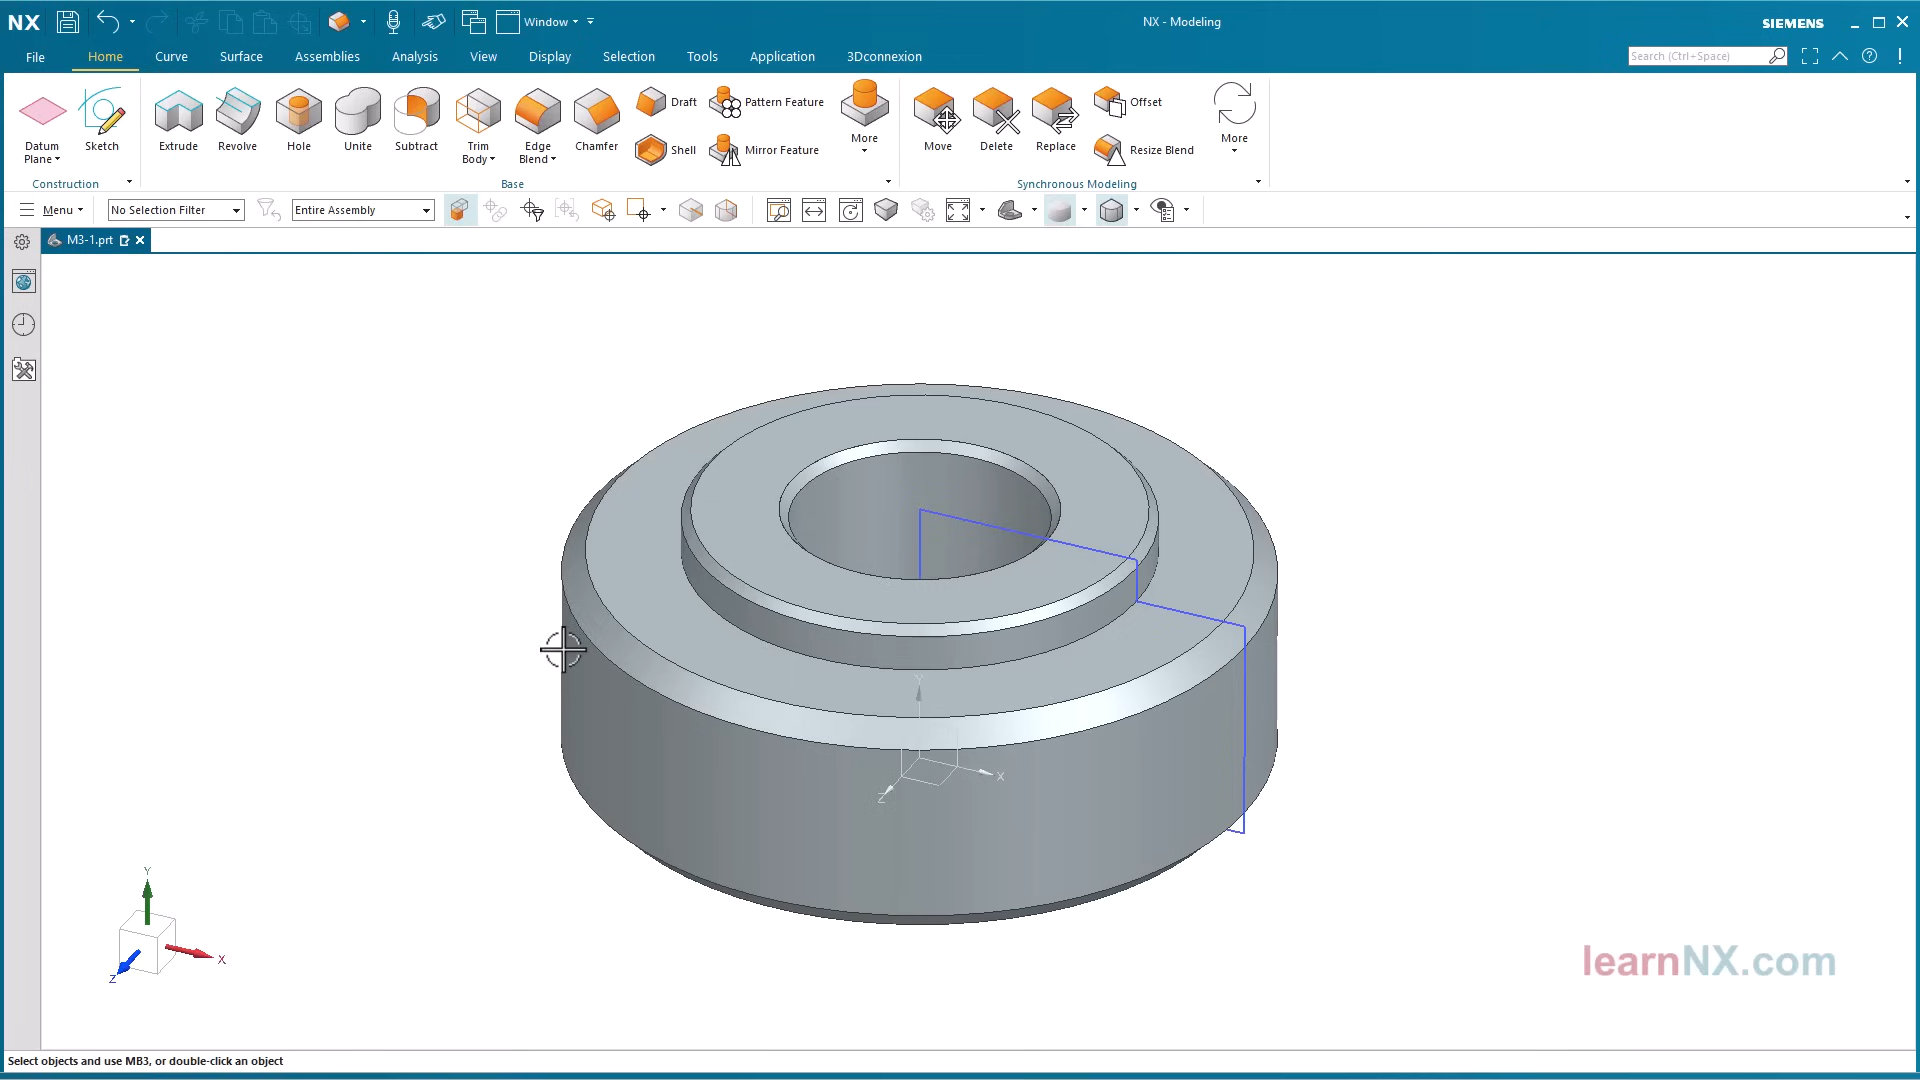 NX Window NX - Modeling SIEMENS
File Home Curve Surface Assemblies Analysis View Display Selection Tools Application 3Dconnexion Search (Ctrl+Space)
Datum Plane Sketch
Construction
Extrude Revolve Hole Unite Subtract Trim Body Edge Blend Chamfer Draft Shell Pattern Feature Mirror Feature More
Base
Move Delete Replace Offset Resize Blend More
Synchronous Modeling
Menu No Selection Filter Entire Assembly
M3-1.prt
Y
X
Z
Y
X
Z
learnNX.com
Select objects and use MB3, or double-click an object